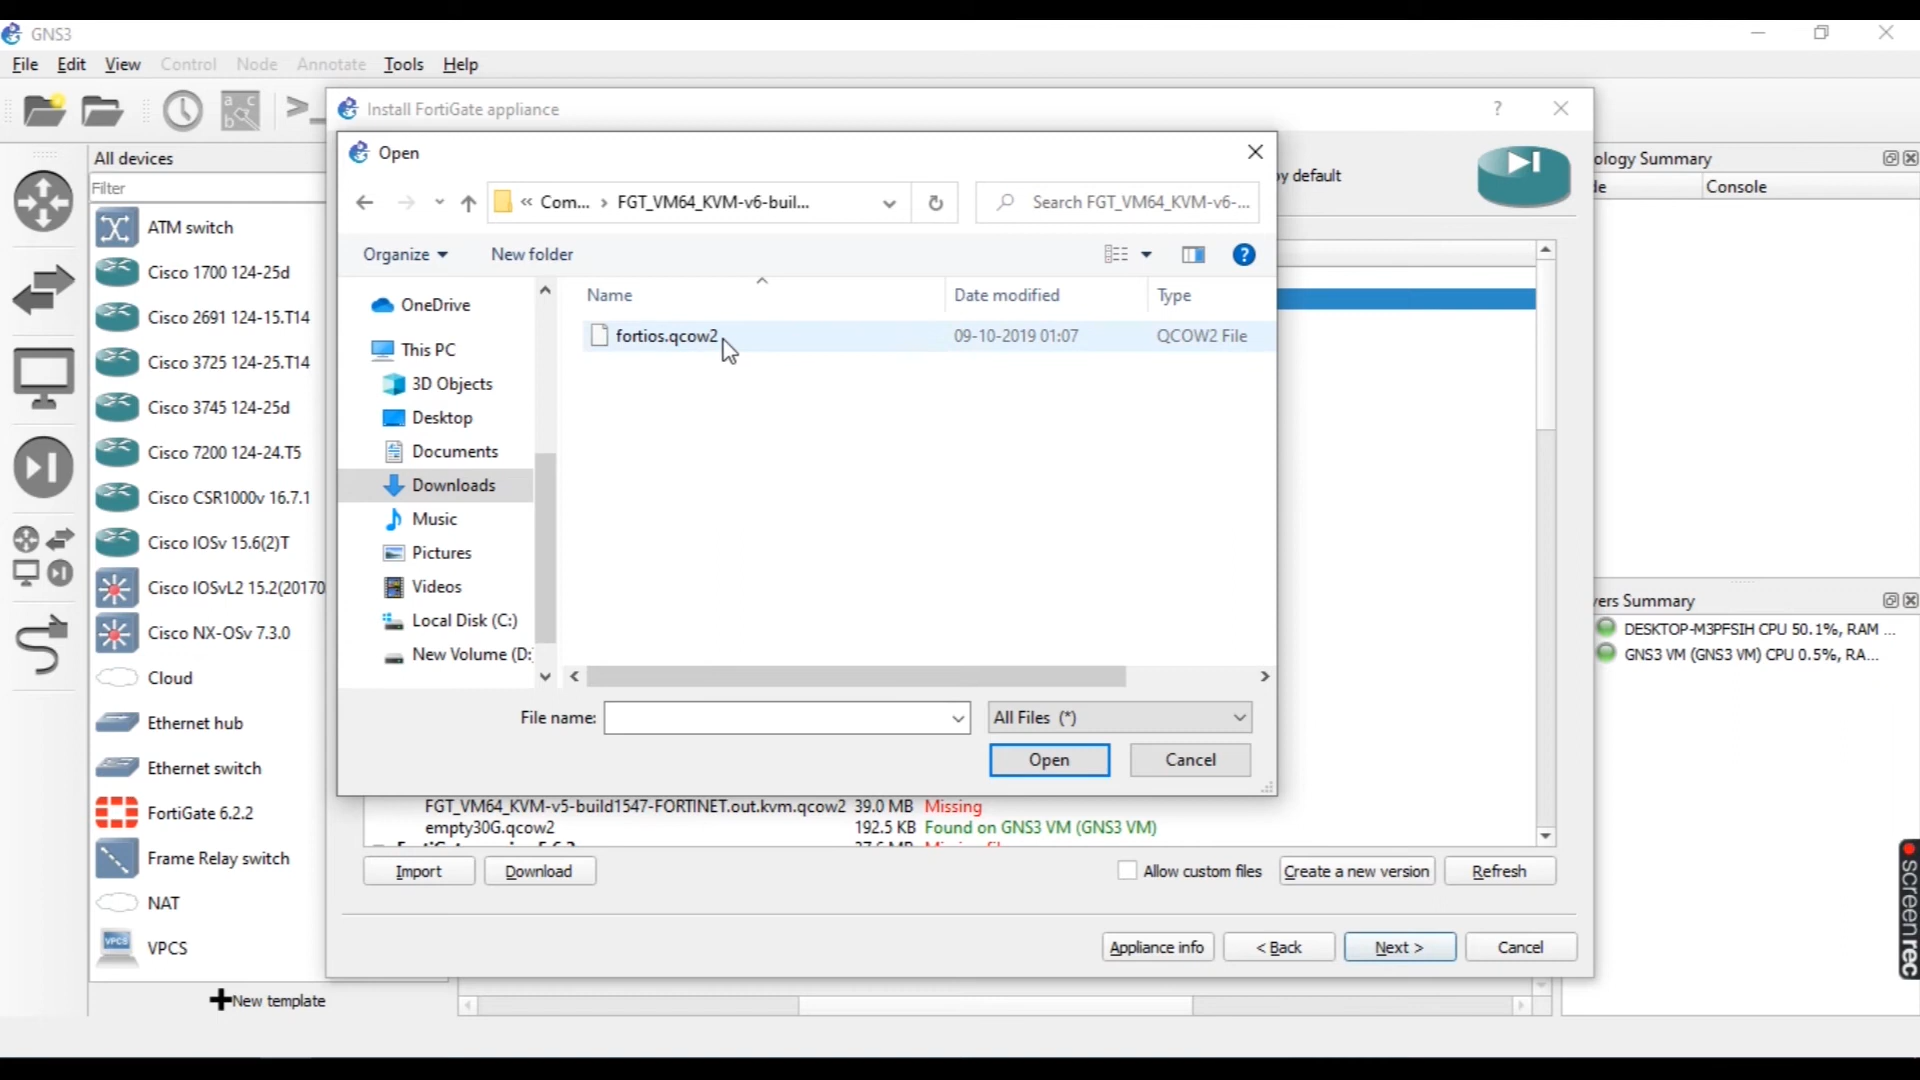 GNS3
File Edit View Control Node Annotate Tools Help
Install FortiGate appliance
?
Open
« Com... › FGT_VM64_KVM-v6-buil...
Search FGT_VM64_KVM-v6-...
by default
Organize
New folder
?
Name Date modified Type
fortios.qcow2 09-10-2019 01:07 QCOW2 File
OneDrive
This PC
3D Objects
Desktop
Documents
Downloads
Music
Pictures
Videos
Local Disk (C:)
New Volume (D:
File name:
All Files (*)
Open
Cancel
FGT_VM64_KVM-v5-build1547-FORTINET.out.kvm.qcow2 39.0 MB Missing
empty30G.qcow2 192.5 KB Found on GNS3 VM (GNS3 VM)
Import
Download
Allow custom files
Create a new version
Refresh
Appliance info
< Back
Next >
Cancel
All devices
Filter
ATM switch
Cisco 1700 124-25d
Cisco 2691 124-15.T14
Cisco 3725 124-25.T14
Cisco 3745 124-25d
Cisco 7200 124-24.T5
Cisco CSR1000v 16.7.1
Cisco IOSv 15.6(2)T
Cisco IOSvL2 15.2(20170
Cisco NX-OSv 7.3.0
Cloud
Ethernet hub
Ethernet switch
FortiGate 6.2.2
Frame Relay switch
NAT
VPCS
New template
ology Summary
de Console
vers Summary
DESKTOP-M3PFSIH CPU 50.1%, RAM ...
GNS3 VM (GNS3 VM) CPU 0.5%, RA...
screenrec